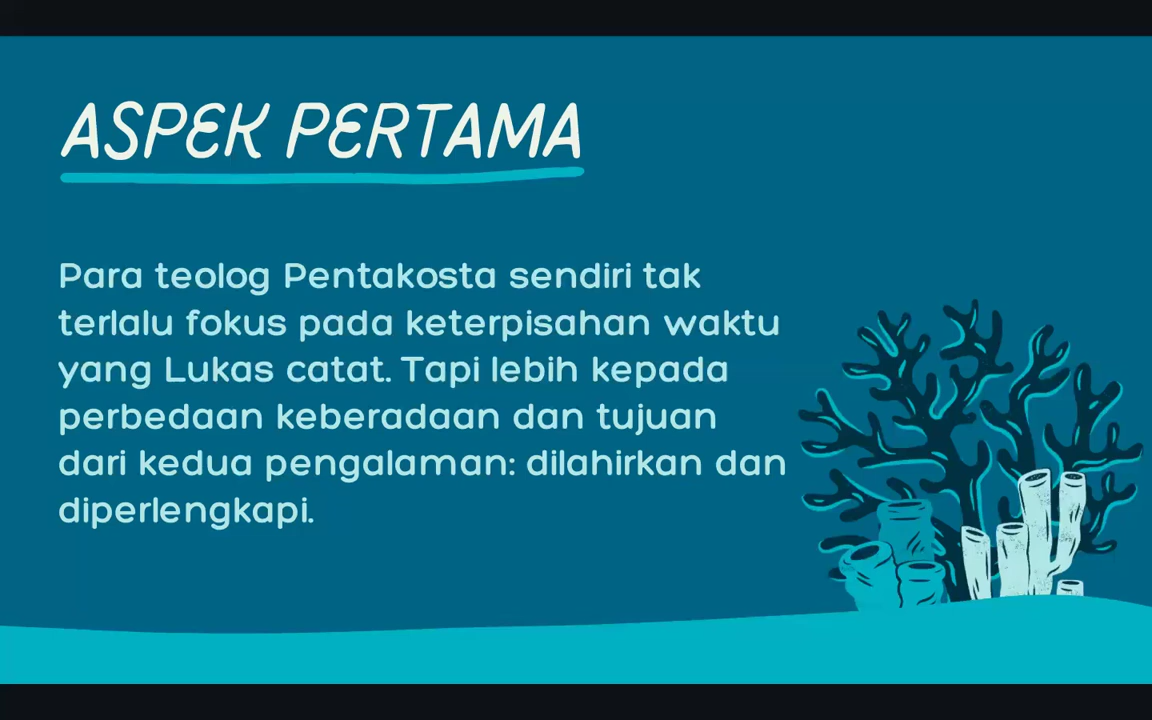 ASPEK PERTAMA
Para teolog Pentakosta sendiri tak
terlalu fokus pada keterpisahan waktu
yang Lukas catat. Tapi lebih kepada
perbedaan keberadaan dan tujuan
dari kedua pengalaman: dilahirkan dan
diperlengkapi.